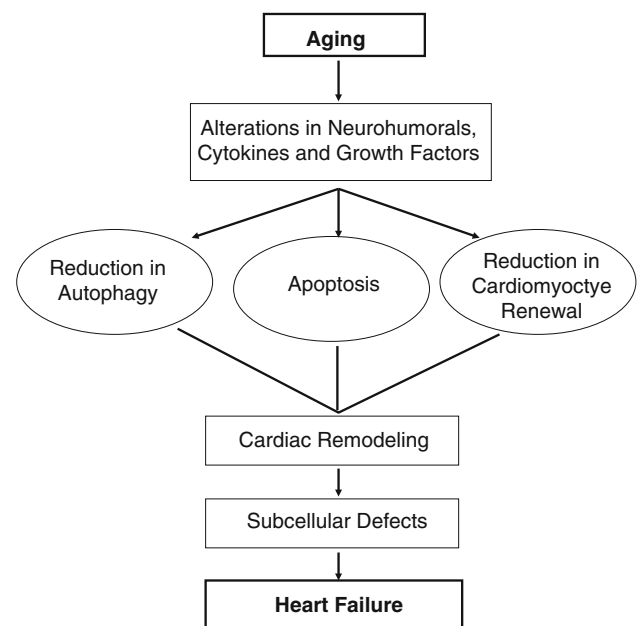 Aging
Alterations in Neurohumorals,
Cytokines and Growth Factors
Reduction in
Autophagy
Apoptosis
Reduction in
Cardiomyoctye
Renewal
Cardiac Remodeling
Subcellular Defects
Heart Failure